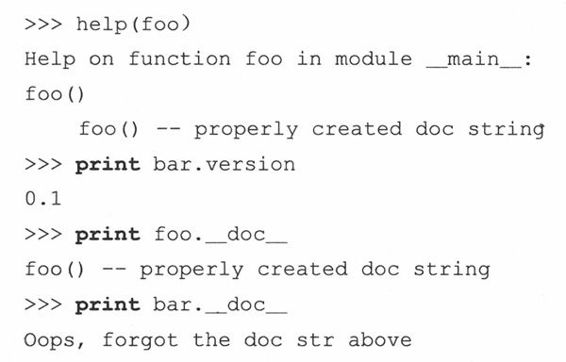 >>> help(foo)
Help on function foo in module __main__:
foo()
    foo() -- properly created doc string
>>> print bar.version
0.1
>>> print foo.__doc__
foo() -- properly created doc string
>>> print bar.__doc__
Oops, forgot the doc str above